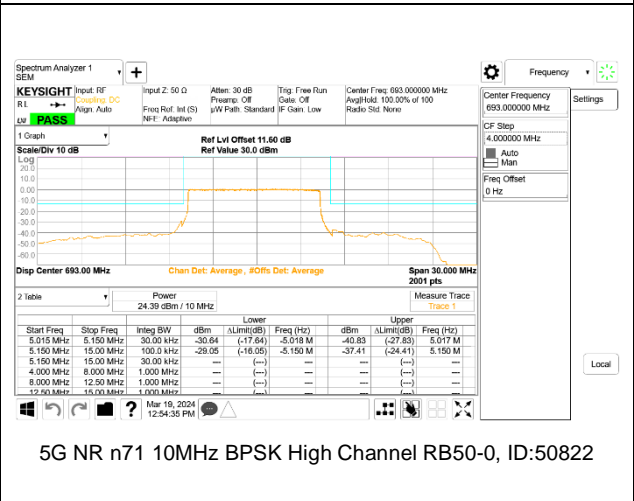 Spectrum Analyzer 1
SEM
+
Frequency
KEYSIGHT
Input: RF
Coupling: DC
Align: Auto
Input Z: 50 Ω
Freq Ref: Int (S)
NFE: Adaptive
Atten: 30 dB
Preamp: Off
µW Path: Standard
Trig: Free Run
Gate: Off
IF Gain: Low
Center Freq: 693.000000 MHz
Avg|Hold: 100.00% of 100
Radio Std: None
RL
PASS
Center Frequency
693.000000 MHz
Settings
CF Step
4.000000 MHz
Auto
Man
Freq Offset
0 Hz
Local
1 Graph
Scale/Div 10 dB
Ref Lvl Offset 11.60 dB
Ref Value 30.0 dBm
Log
20.0
10.0
0.00
-10.0
-20.0
-30.0
-40.0
-50.0
-60.0
Disp Center 693.00 MHz
Chan Det: Average, #Offs Det: Average
Span 30.000 MHz
2001 pts
2 Table
Power
24.39 dBm / 10 MHz
Measure Trace
Trace 1
Lower Upper
Start Freq Stop Freq Integ BW dBm ∆Limit(dB) Freq (Hz) dBm ∆Limit(dB) Freq (Hz)
5.015 MHz 5.150 MHz 30.00 kHz -30.64 (-17.64) -5.018 M -40.83 (-27.83) 5.017 M
5.150 MHz 15.00 MHz 100.0 kHz -29.05 (-16.05) -5.150 M -37.41 (-24.41) 5.150 M
5.150 MHz 15.00 MHz 30.00 kHz --- (---) --- (---)
4.000 MHz 8.000 MHz 1.000 MHz --- (---) --- (---)
8.000 MHz 12.50 MHz 1.000 MHz --- (---) --- (---)
12.50 MHz 15.00 MHz 1.000 MHz --- (---) --- (---)
?
Mar 19, 2024
12:54:35 PM
5G NR n71 10MHz BPSK High Channel RB50-0, ID:50822